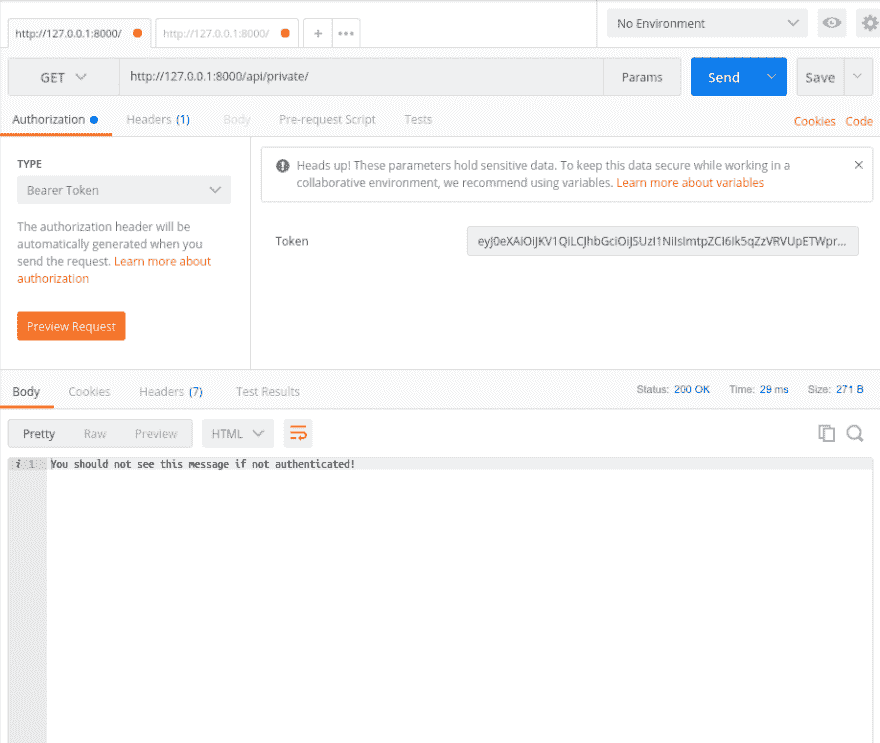 http://127.0.0.1:8000/ http://127.0.0.1:8000/ + ••• No Environment
GET http://127.0.0.1:8000/api/private/ Params Send Save
Authorization Headers (1) Body Pre-request Script Tests Cookies Code
TYPE
Bearer Token
The authorization header will be
automatically generated when you
send the request. Learn more about
authorization
Preview Request
Heads up! These parameters hold sensitive data. To keep this data secure while working in a
collaborative environment, we recommend using variables. Learn more about variables
Token eyJ0eXAiOiJKV1QiLCJhbGciOiJSUzI1NiIsImtpZCI6Ik5qZzVRVUpETWpr...
Body Cookies Headers (7) Test Results Status: 200 OK Time: 29 ms Size: 271 B
Pretty Raw Preview HTML
i 1 You should not see this message if not authenticated!